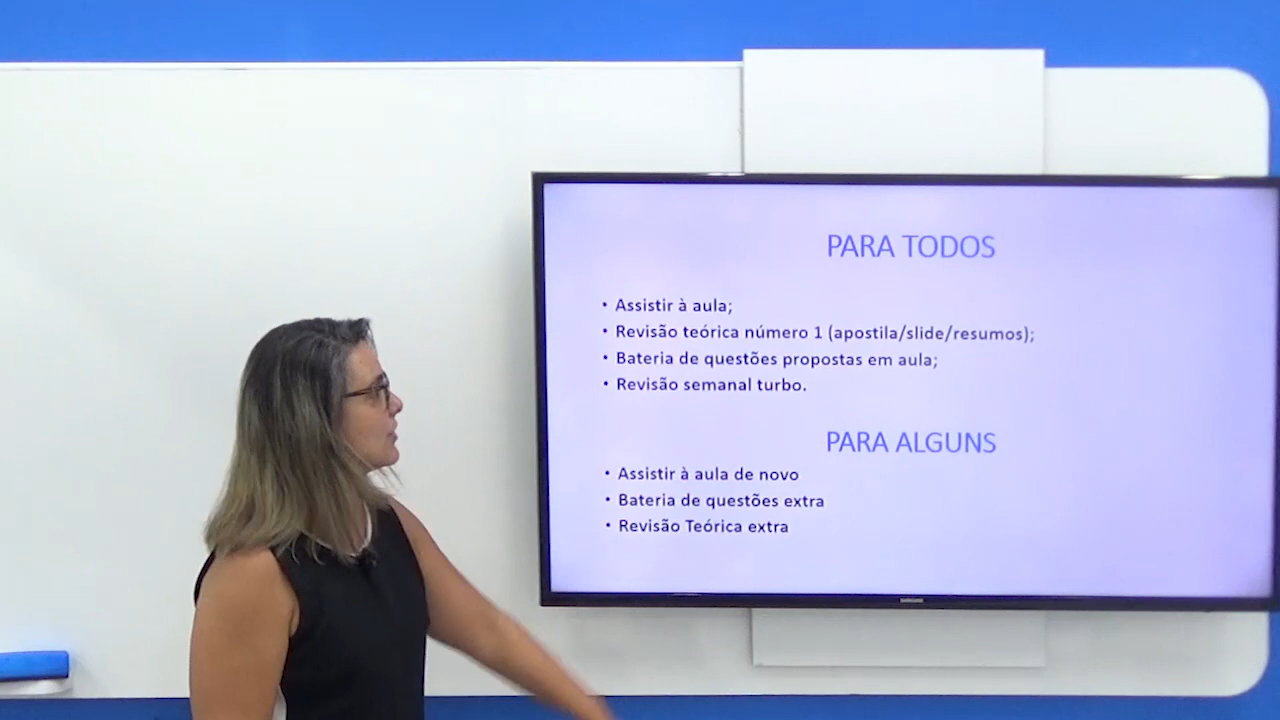 PARA TODOS
• Assistir à aula;
• Revisão teórica número 1 (apostila/slide/resumos);
• Bateria de questões propostas em aula;
• Revisão semanal turbo.
PARA ALGUNS
• Assistir à aula de novo
• Bateria de questões extra
• Revisão Teórica extra
SAMSUNG